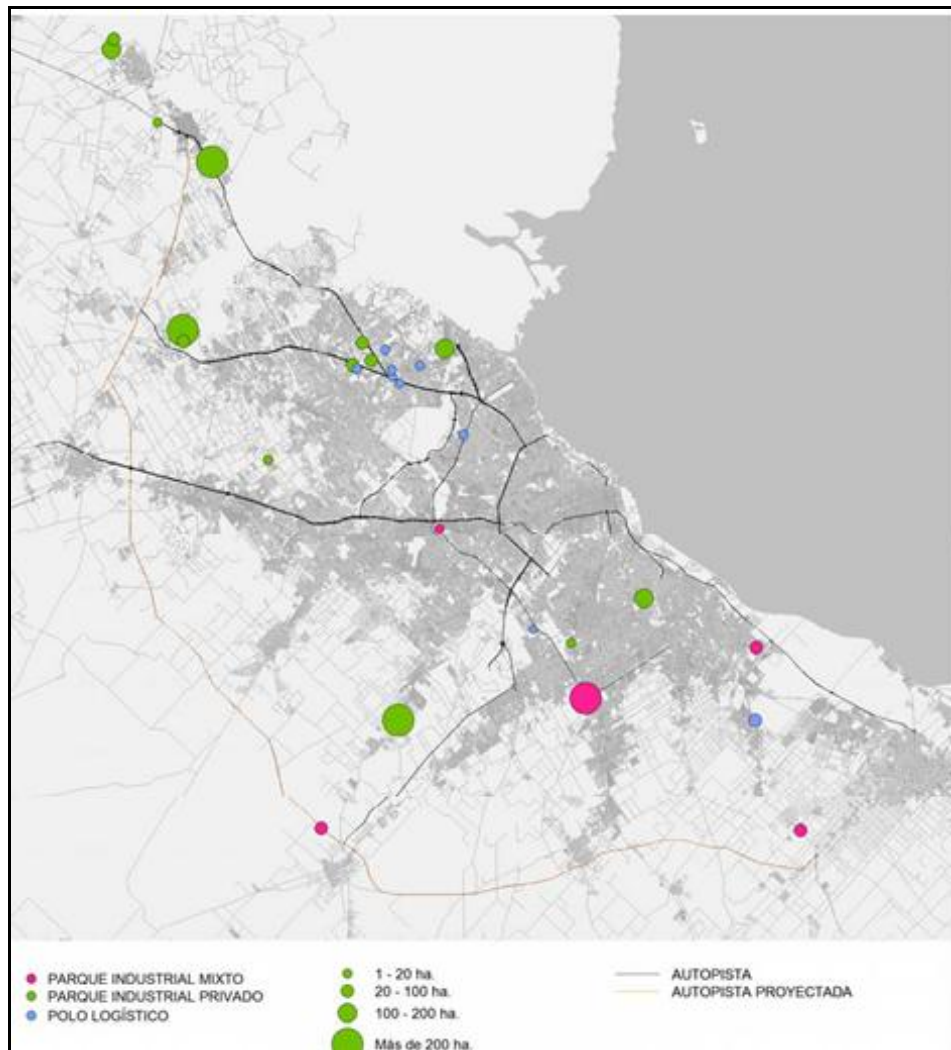 PARQUE INDUSTRIAL MIXTO
PARQUE INDUSTRIAL PRIVADO
POLO LOGÍSTICO
1 - 20 ha.
20 - 100 ha.
100 - 200 ha.
Más de 200 ha.
AUTOPISTA
AUTOPISTA PROYECTADA